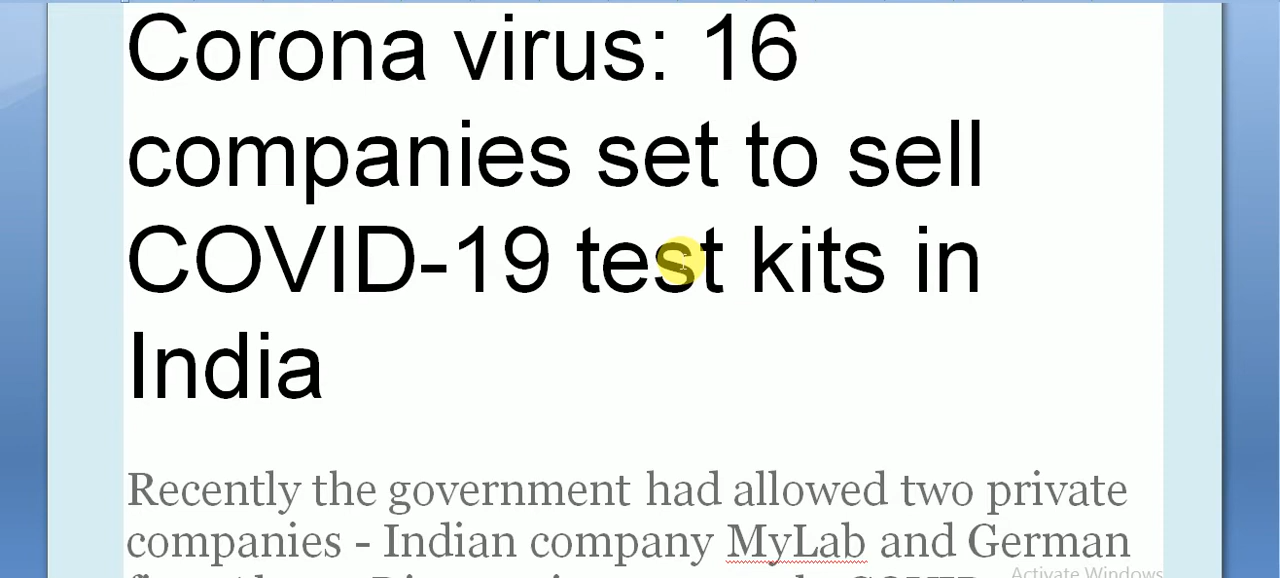 Corona virus: 16
companies set to sell
COVID-19 test kits in
India
Recently the government had allowed two private
companies - Indian company MyLab and German
Activate Windows